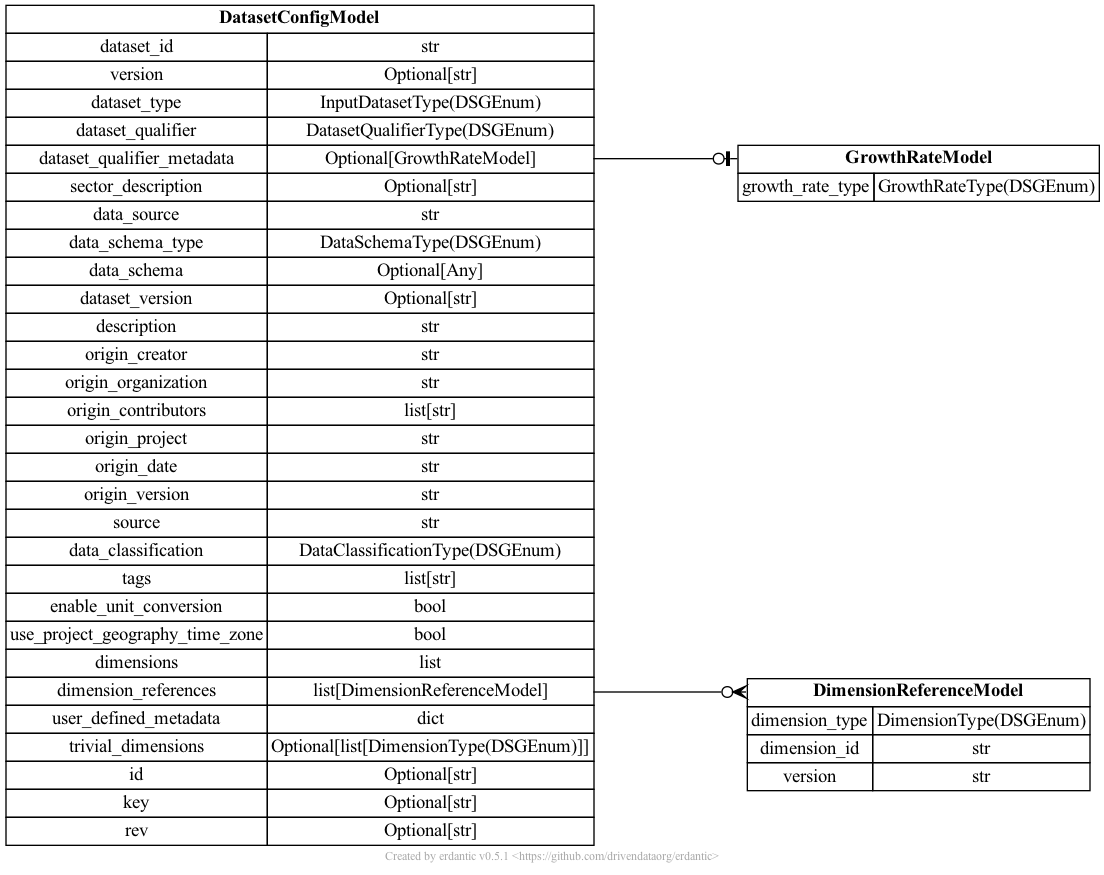 DatasetConfigModel
dataset_id str
version Optional[str]
dataset_type InputDatasetType(DSGEnum)
dataset_qualifier DatasetQualifierType(DSGEnum)
dataset_qualifier_metadata Optional[GrowthRateModel]
sector_description Optional[str]
data_source str
data_schema_type DataSchemaType(DSGEnum)
data_schema Optional[Any]
dataset_version Optional[str]
description str
origin_creator str
origin_organization str
origin_contributors list[str]
origin_project str
origin_date str
origin_version str
source str
data_classification DataClassificationType(DSGEnum)
tags list[str]
enable_unit_conversion bool
use_project_geography_time_zone bool
dimensions list
dimension_references list[DimensionReferenceModel]
user_defined_metadata dict
trivial_dimensions Optional[list[DimensionType(DSGEnum)]]
id Optional[str]
key Optional[str]
rev Optional[str]
GrowthRateModel
growth_rate_type GrowthRateType(DSGEnum)
DimensionReferenceModel
dimension_type DimensionType(DSGEnum)
dimension_id str
version str
Created by erdantic v0.5.1 <https://github.com/drivendataorg/erdantic>